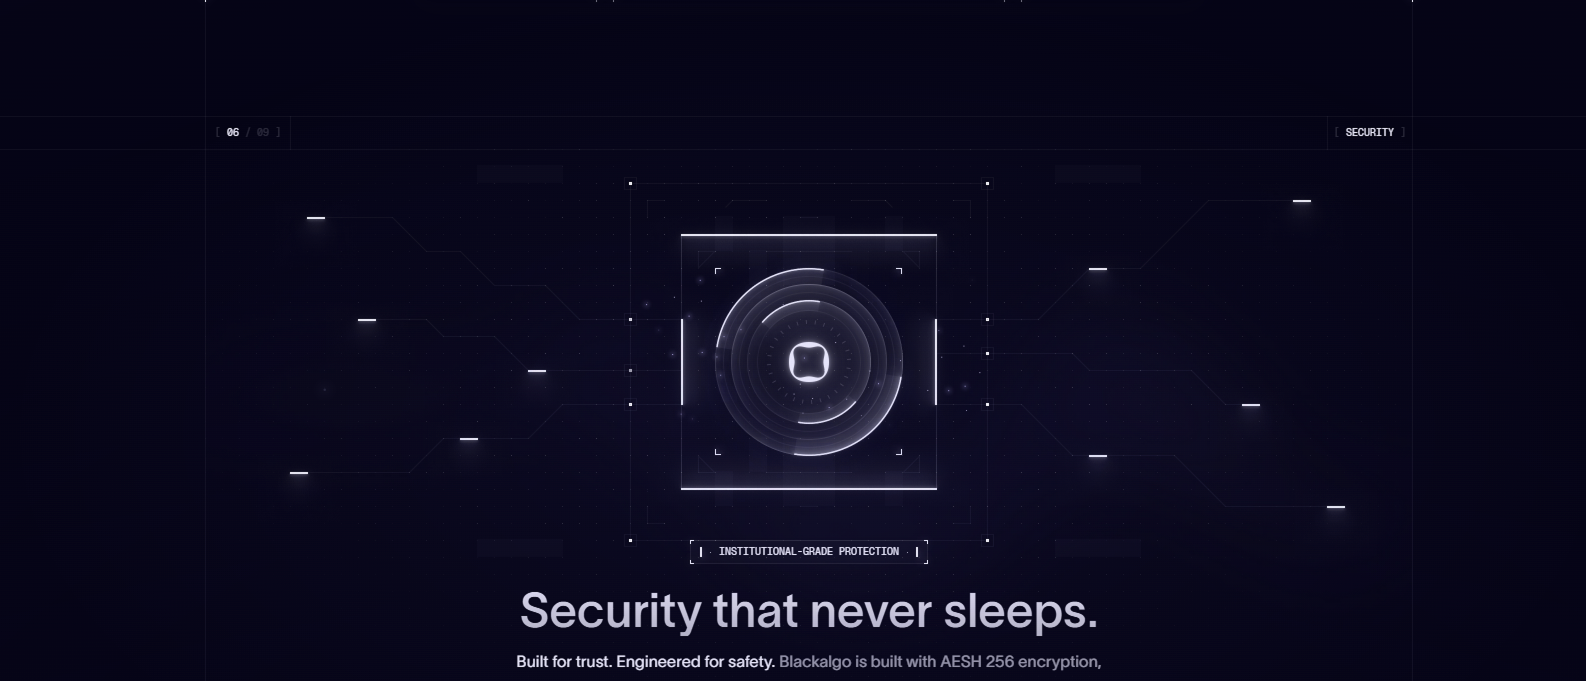 [ 06 / 09 ]
[ SECURITY ]
INSTITUTIONAL-GRADE PROTECTION
Security that never sleeps.
Built for trust. Engineered for safety. Blackalgo is built with AESH 256 encryption,